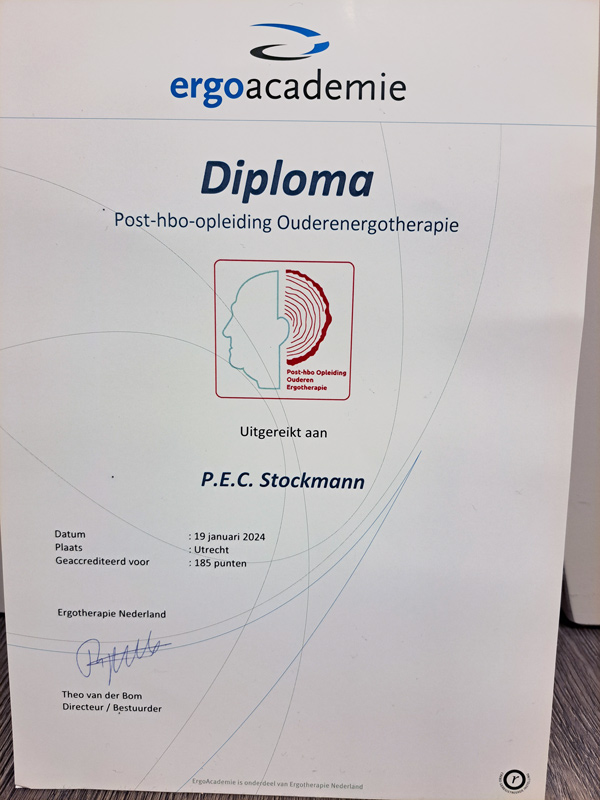 ergoacademie
Diploma
Post-hbo-opleiding Ouderenergotherapie
Post-hbo Opleiding
Ouderen
Ergotherapie
Uitgereikt aan
P.E.C. Stockmann
Datum : 19 januari 2024
Plaats : Utrecht
Geaccrediteerd voor : 185 punten
Ergotherapie Nederland
Theo van der Bom
Directeur / Bestuurder
ErgoAcademie is onderdeel van Ergotherapie Nederland
r